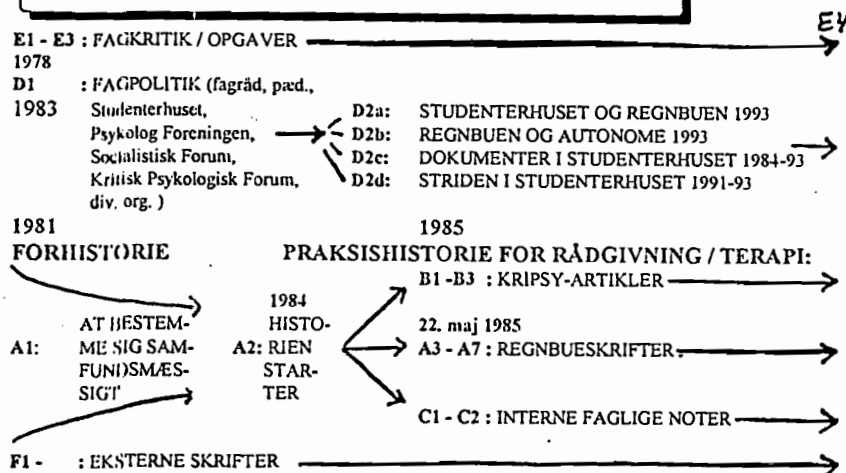 E4
E1 - E3 : FAGKRITIK / OPGAVER
1978
D1 : FAGPOLITIK (fagråd, pæd.,
1983 Studenterhuset, D2a: STUDENTERHUSET OG REGNBUEN 1993
Psykolog Foreningen, D2b: REGNBUEN OG AUTONOME 1993
Socialistisk Forum, D2c: DOKUMENTER I STUDENTERHUSET 1984-93
Kritisk Psykologisk Forum, D2d: STRIDEN I STUDENTERHUSET 1991-93
div. org. )
1981 1985
FORHISTORIE PRAKSISHISTORIE FOR RÅDGIVNING / TERAPI:
B1 -B3 : KRIPSY-ARTIKLER
1984
AT BESTEM- HISTO- 22. maj 1985
A1: ME SIG SAM- A2: RIEN A3 - A7 : REGNBUESKRIFTER
FUNDSMÆS- STAR-
SIGT TER
C1 - C2 : INTERNE FAGLIGE NOTER
F1 - : EKSTERNE SKRIFTER